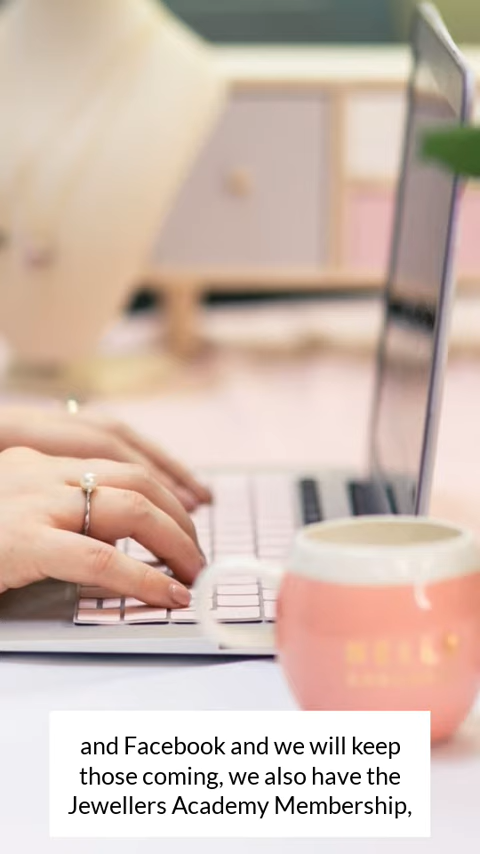 and Facebook and we will keep
those coming, we also have the
Jewellers Academy Membership,